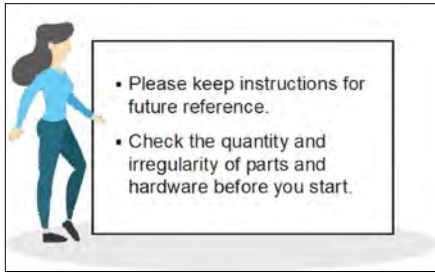 ▪ Please keep instructions for
future reference.
▪ Check the quantity and
irregularity of parts and
hardware before you start.